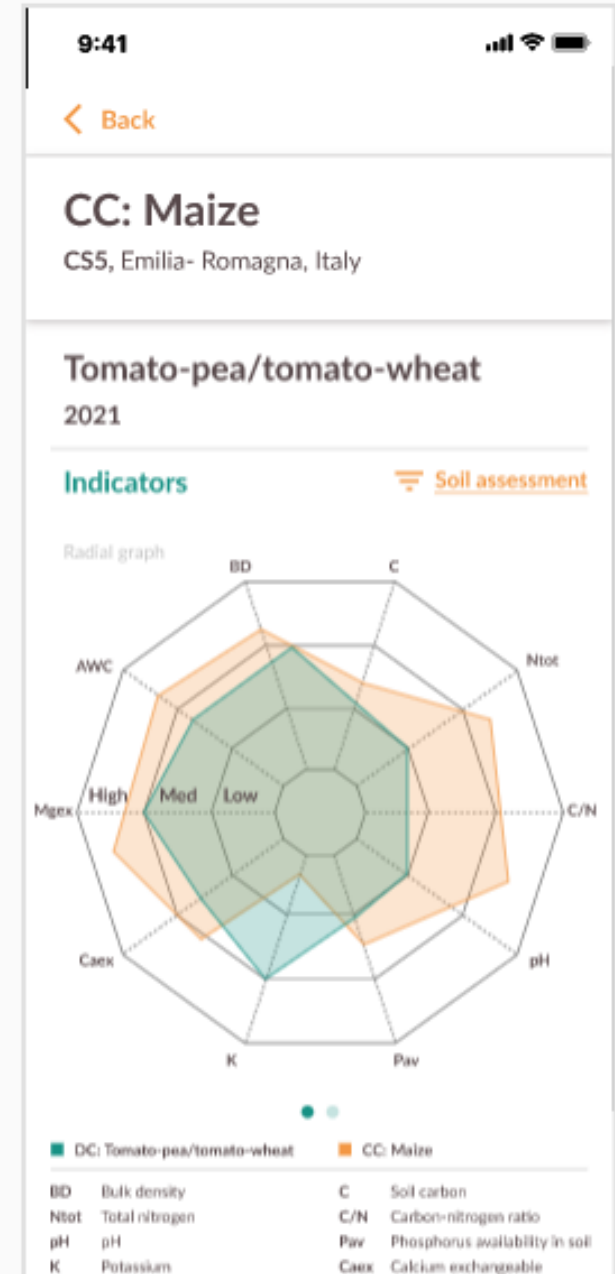 9:41
Back
CC: Maize
CS5, Emilia- Romagna, Italy
Tomato-pea/tomato-wheat
2021
Indicators
Soil assessment
Radial graph
BD
C
AWC
Ntot
Mgex
High
Med
Low
C/N
Caex
pH
K
Pav
DC: Tomato-pea/tomato-wheat
CC: Maize
BD Bulk density
C Soil carbon
Ntot Total nitrogen
C/N Carbon-nitrogen ratio
pH pH
Pav Phosphorus availability in soil
K Potassium
Caex Calcium exchangeable